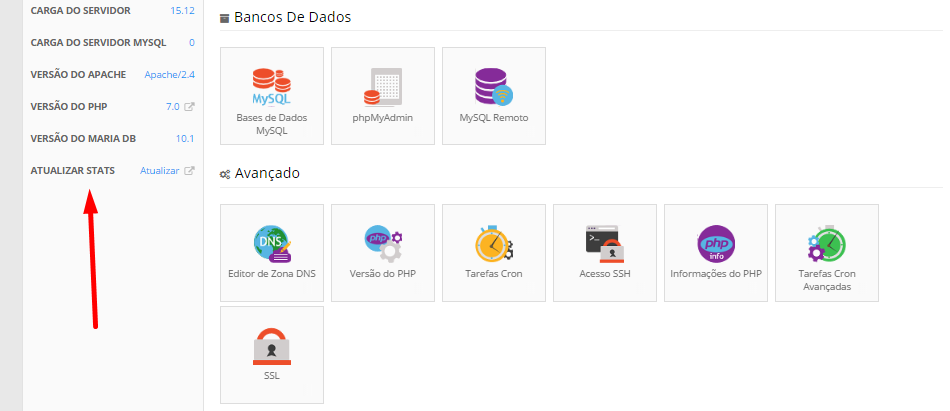 CARGA DO SERVIDOR 15.12
CARGA DO SERVIDOR MYSQL 0
VERSÃO DO APACHE Apache/2.4
VERSÃO DO PHP 7.0
VERSÃO DO MARIA DB 10.1
ATUALIZAR STATS Atualizar
Bancos De Dados
MySQL
Bases de Dados
MySQL
phpMyAdmin
MySQL Remoto
Avançado
DNS
Editor de Zona DNS
php
Versão do PHP
Tarefas Cron
>_
Acesso SSH
php
info
Informações do PHP
Tarefas Cron
Avançadas
SSL